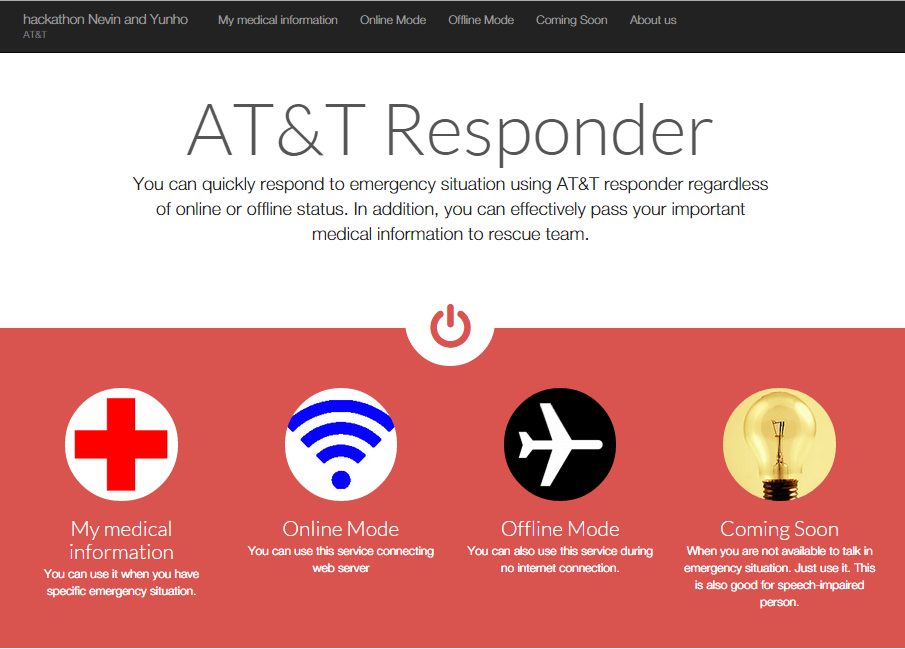 hackathon Nevin and Yunho
AT&T
My medical information
Online Mode
Offline Mode
Coming Soon
About us
AT&T Responder
You can quickly respond to emergency situation using AT&T responder regardless
of online or offline status. In addition, you can effectively pass your important
medical information to rescue team.
My medical
information
You can use it when you have
specific emergency situation.
Online Mode
You can use this service connecting
web server
Offline Mode
You can also use this service during
no internet connection.
Coming Soon
When you are not available to talk in
emergency situation. Just use it. This
is also good for speech-impaired
person.